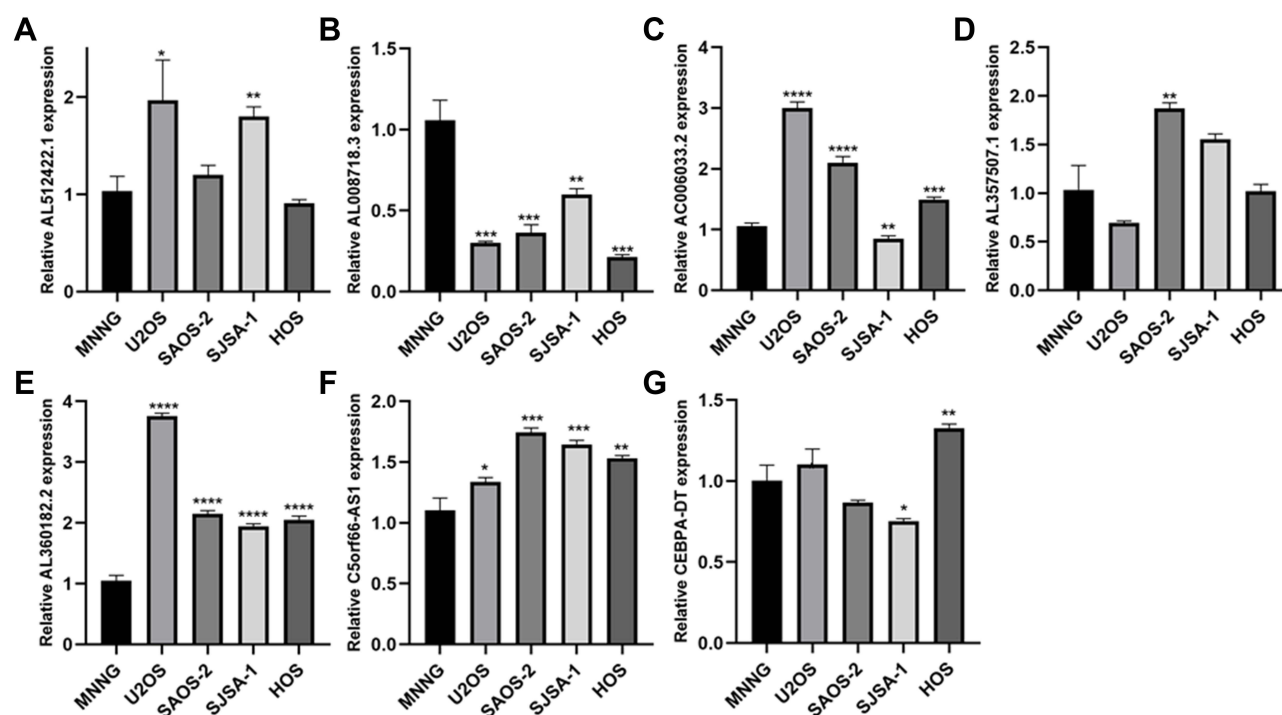 A
Relative AL512422.1 expression
2
1
0
*
**
MNNG
U2OS
SAOS-2
SJSA-1
HOS
B
Relative AL008718.3 expression
1.5
1.0
0.5
0.0
***
***
**
***
MNNG
U2OS
SAOS-2
SJSA-1
HOS
C
Relative AC006033.2 expression
4
3
2
1
0
****
****
**
***
MNNG
U2OS
SAOS-2
SJSA-1
HOS
D
Relative AL357507.1 expression
2.5
2.0
1.5
1.0
0.5
0.0
**
MNNG
U2OS
SAOS-2
SJSA-1
HOS
E
Relative AL360182.2 expression
4
3
2
1
0
****
****
****
****
MNNG
U2OS
SAOS-2
SJSA-1
HOS
F
Relative C5orf66-AS1 expression
2.0
1.5
1.0
0.5
0.0
*
***
***
**
MNNG
U2OS
SAOS-2
SJSA-1
HOS
G
Relative CEBPA-DT expression
1.5
1.0
0.5
0.0
*
**
MNNG
U2OS
SAOS-2
SJSA-1
HOS